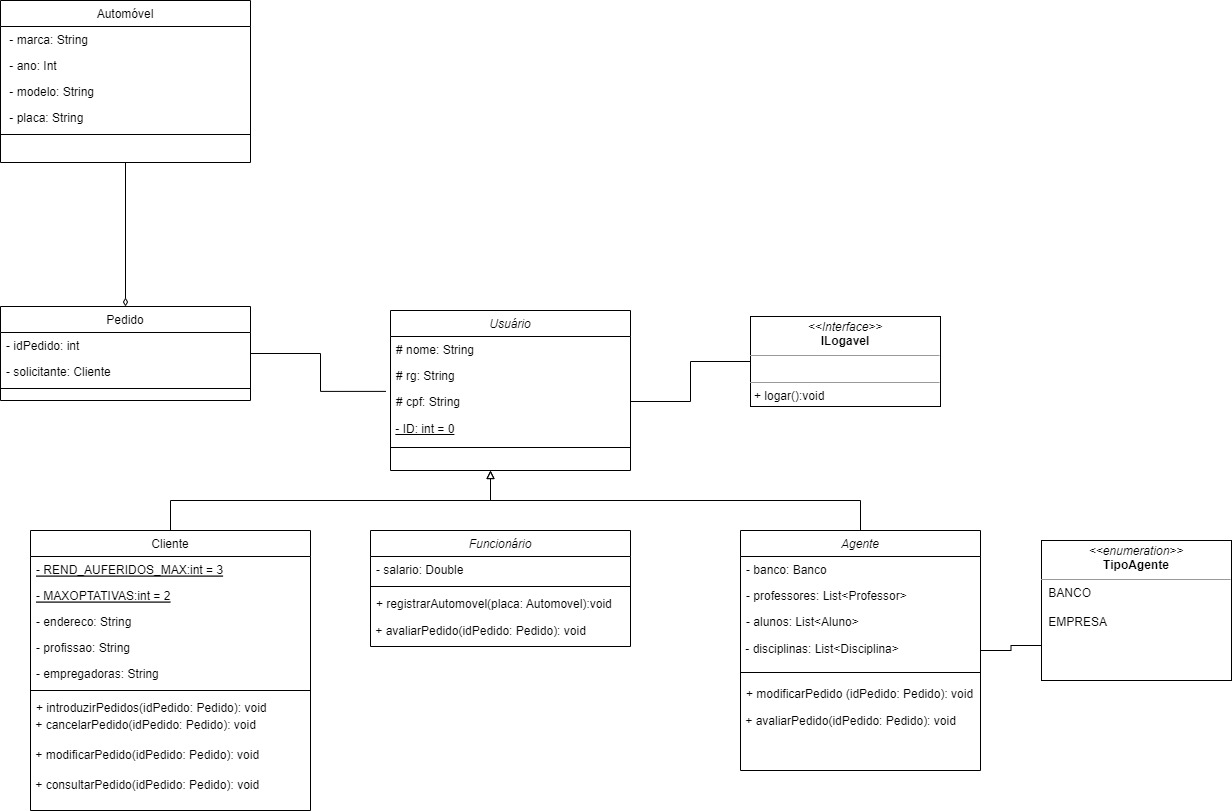 Automóvel
- marca: String
- ano: Int
- modelo: String
- placa: String
Pedido
- idPedido: int
- solicitante: Cliente
Usuário
# nome: String
# rg: String
# cpf: String
- ID: int = 0
<<Interface>>
ILogavel
+ logar():void
Cliente
- REND_AUFERIDOS_MAX:int = 3
- MAXOPTATIVAS:int = 2
- endereco: String
- profissao: String
- empregadoras: String
+ introduzirPedidos(idPedido: Pedido): void
+ cancelarPedido(idPedido: Pedido): void
+ modificarPedido(idPedido: Pedido): void
+ consultarPedido(idPedido: Pedido): void
Funcionário
- salario: Double
+ registrarAutomovel(placa: Automovel):void
+ avaliarPedido(idPedido: Pedido): void
Agente
- banco: Banco
- professores: List<Professor>
- alunos: List<Aluno>
- disciplinas: List<Disciplina>
+ modificarPedido (idPedido: Pedido): void
+ avaliarPedido(idPedido: Pedido): void
<<enumeration>>
TipoAgente
BANCO
EMPRESA